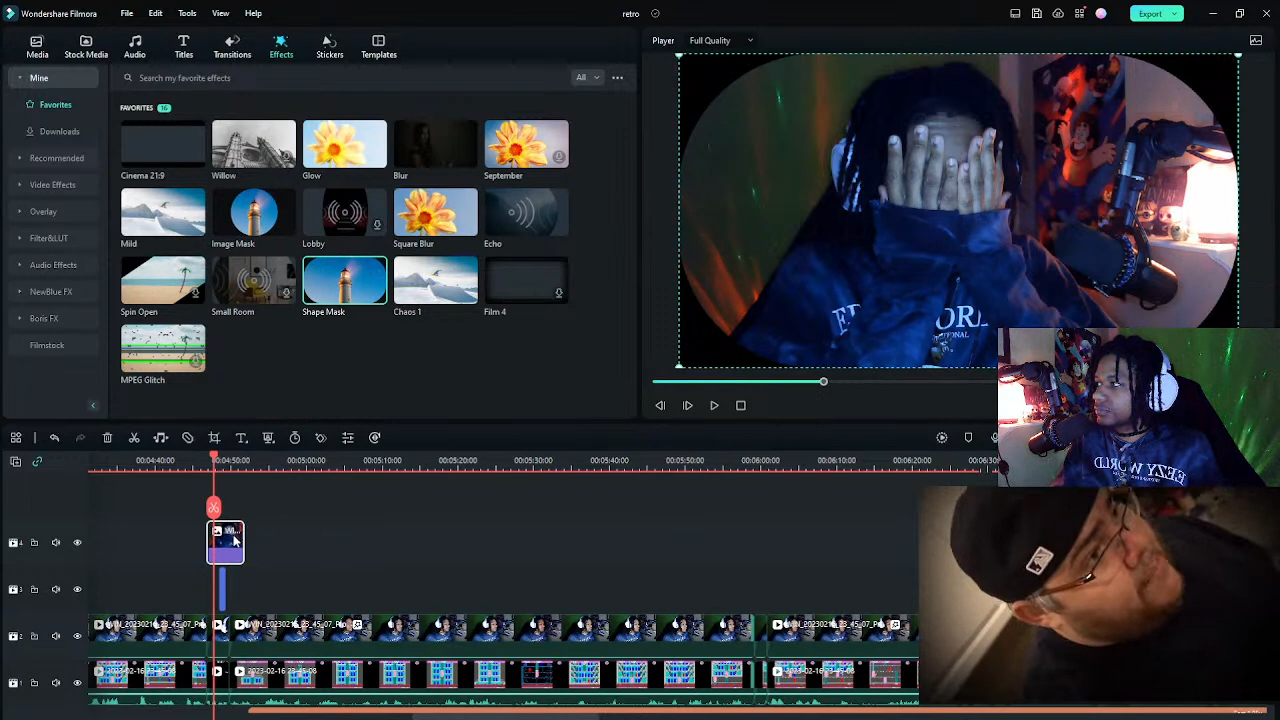 Wondershare Filmora File Edit Tools View Help retro Export
Media Stock Media Audio Titles Transitions Effects Stickers Templates
Player Full Quality
Mine
Favorites
Downloads
Recommended
Video Effects
Overlay
Filter&LUT
Audio Effects
NewBlue FX
Boris FX
Filmstock
Search my favorite effects All
FAVORITES 16
Cinema 21:9 Willow Glow Blur September
Mild Image Mask Lobby Square Blur Echo
Spin Open Small Room Shape Mask Chaos 1 Film 4
MPEG Glitch
00:04:40:00 00:04:50:00 00:05:00:00 00:05:10:00 00:05:20:00 00:05:30:00 00:05:40:00 00:05:50:00 00:06:00:00 00:06:10:00 00:06:20:00